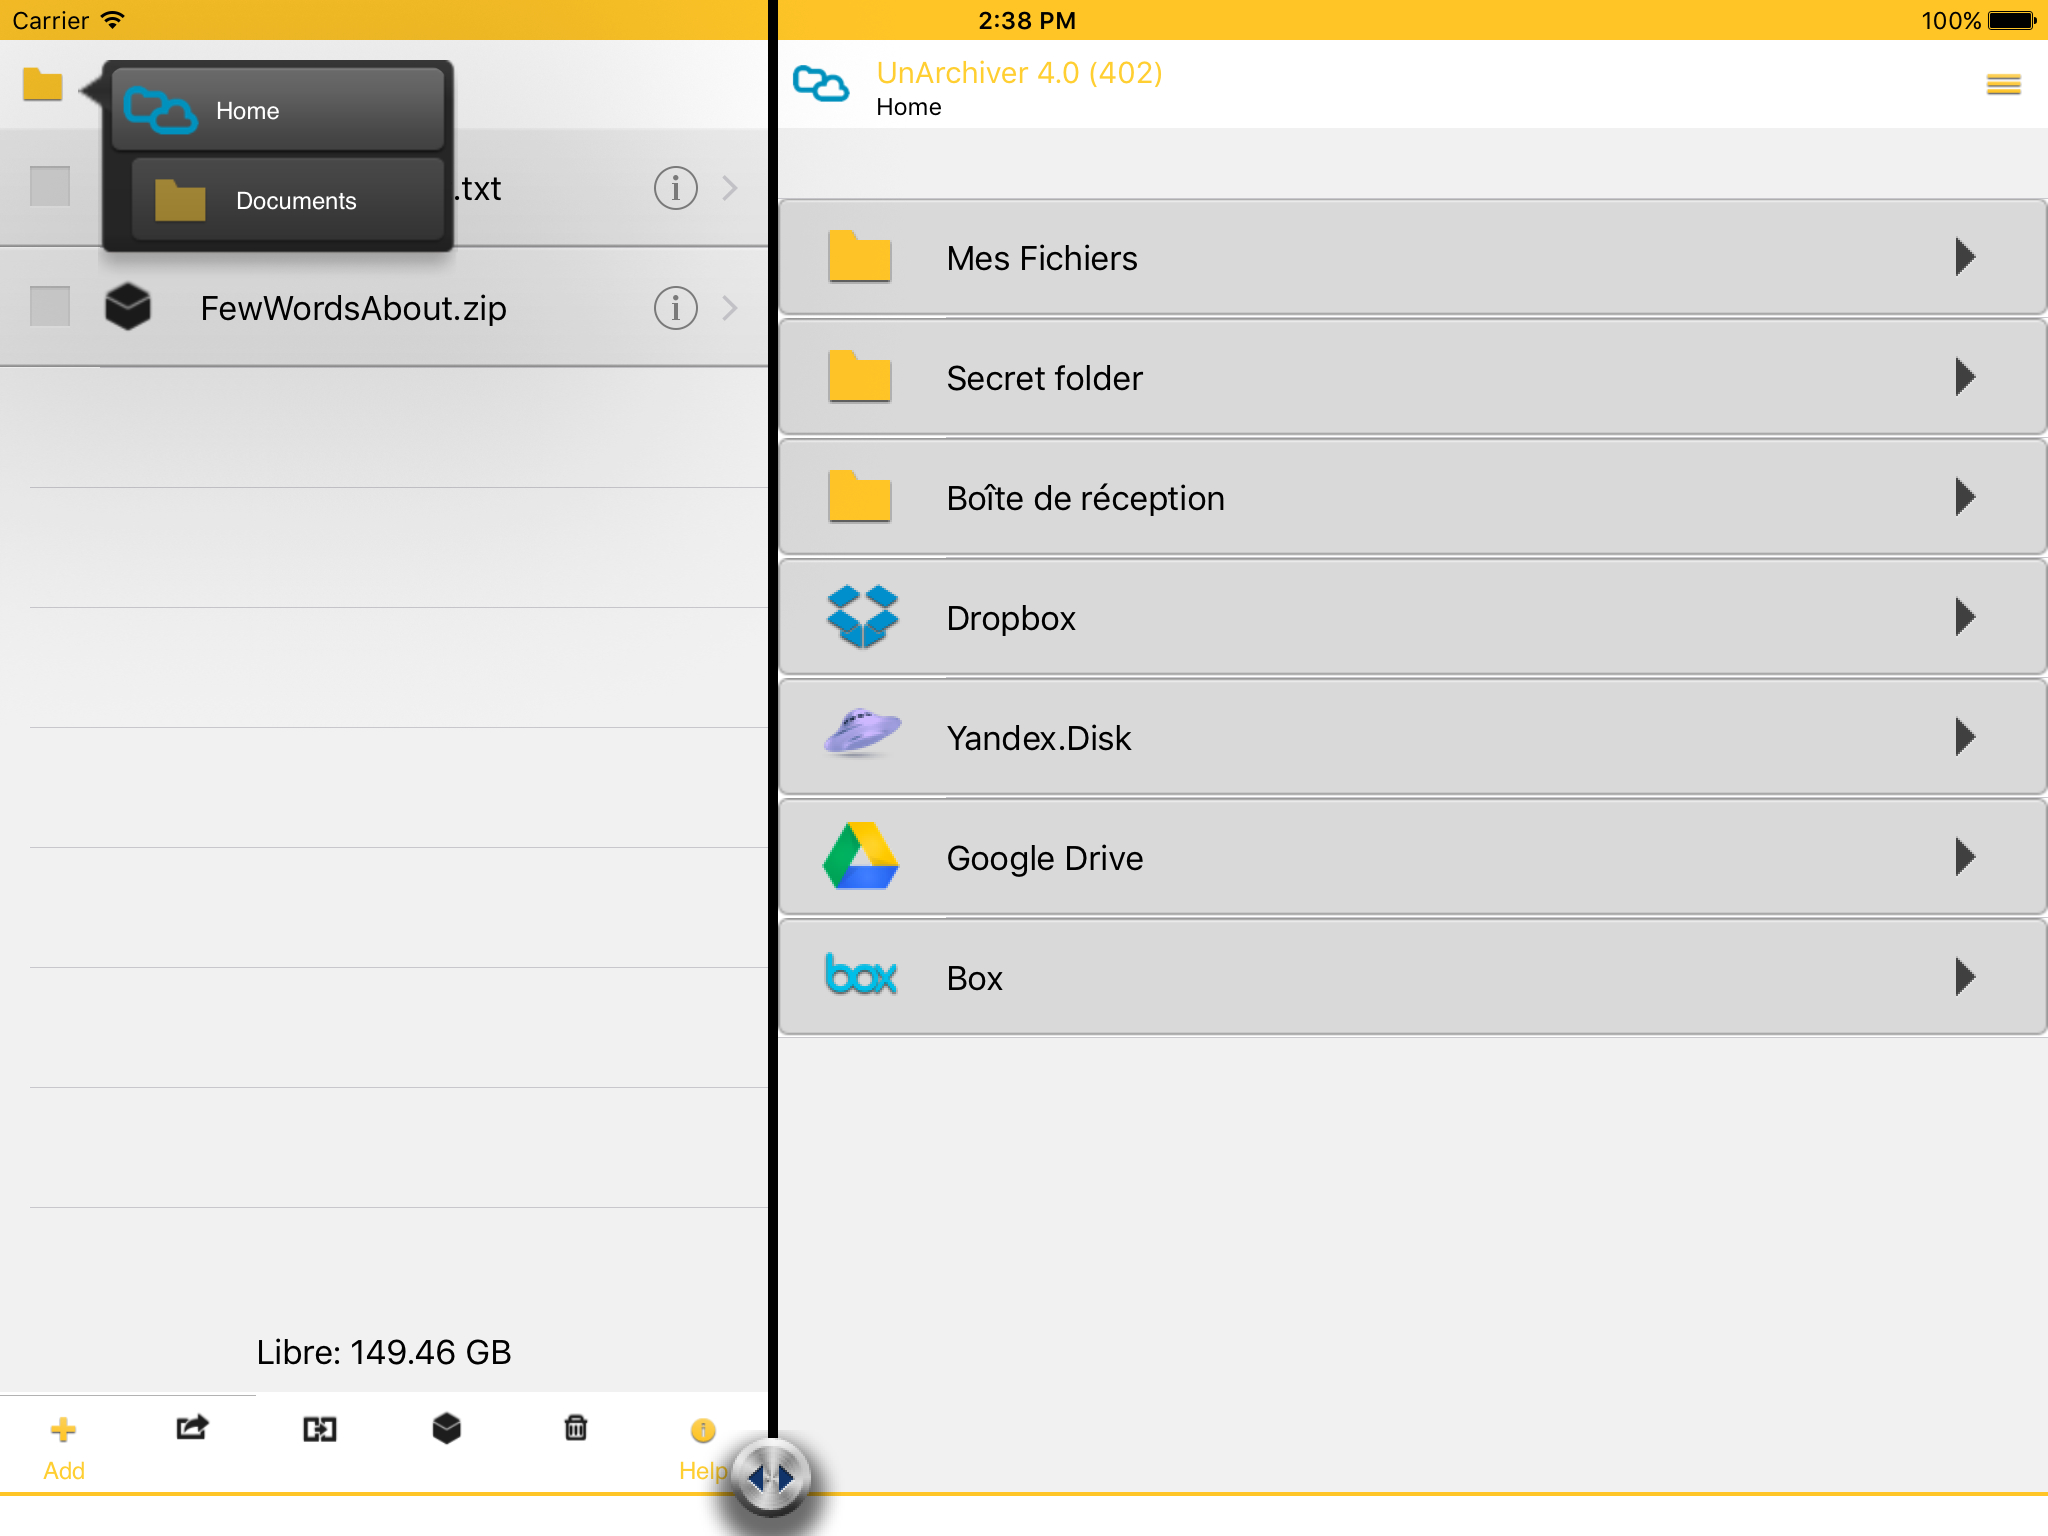 Carrier
2:38 PM
100%
Home
Documents
.txt
FewWordsAbout.zip
Libre: 149.46 GB
Add
Help
UnArchiver 4.0 (402)
Home
Mes Fichiers
Secret folder
Boîte de réception
Dropbox
Yandex.Disk
Google Drive
box
Box